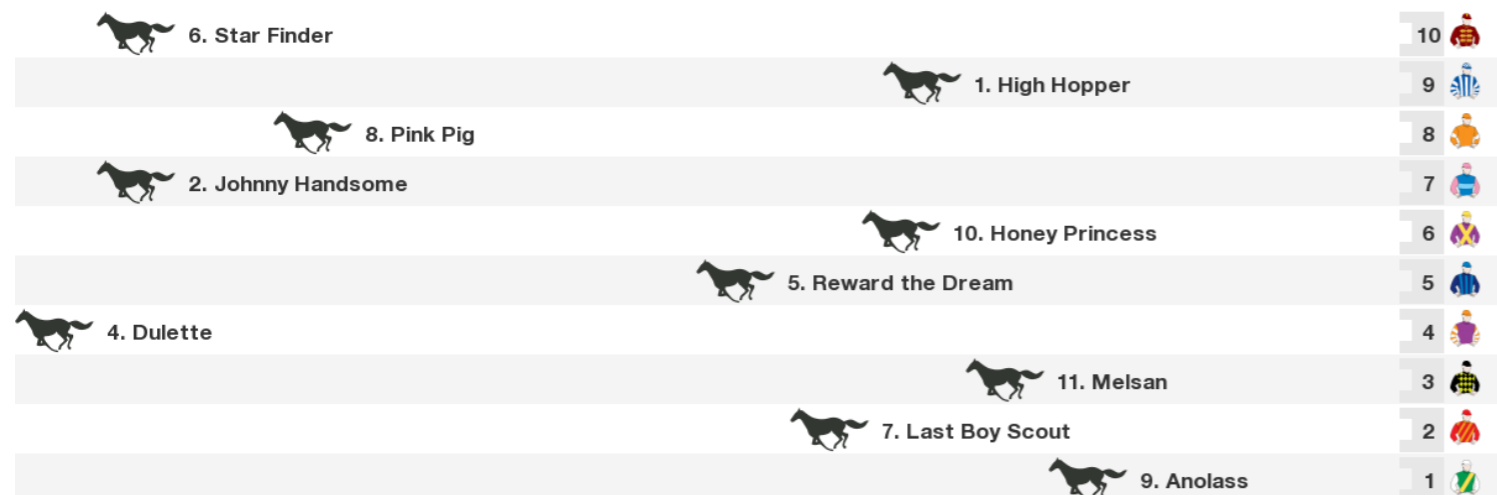 6. Star Finder 10
1. High Hopper 9
8. Pink Pig 8
2. Johnny Handsome 7
10. Honey Princess 6
5. Reward the Dream 5
4. Dulette 4
11. Melsan 3
7. Last Boy Scout 2
9. Anolass 1